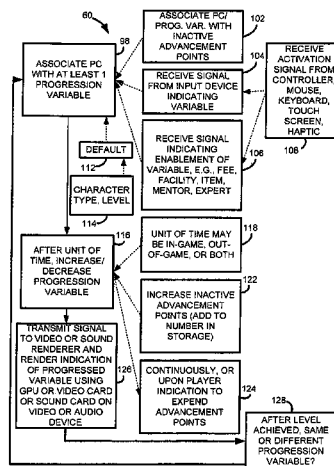 60
98
ASSOCIATE PC
WITH AT LEAST 1
PROGRESSION
VARIABLE
ASSOCIATE PC/
PROG. VAR. WITH
INACTIVE
ADVANCEMENT
POINTS
102
RECEIVE SIGNAL
FROM INPUT DEVICE
INDICATING
VARIABLE
104
RECEIVE
ACTIVATION
SIGNAL FROM
CONTROLLER,
MOUSE,
KEYBOARD,
TOUCH
SCREEN,
HAPTIC
108
RECEIVE SIGNAL
INDICATING
ENABLEMENT OF
VARIABLE, E.G., FEE,
FACILITY, ITEM,
MENTOR, EXPERT
106
DEFAULT
112
CHARACTER
TYPE, LEVEL
114
116
AFTER UNIT OF
TIME, INCREASE/
DECREASE
PROGRESSION
VARIABLE
UNIT OF TIME
MAY BE
IN-GAME, OUT-
OF-GAME, OR
BOTH
118
INCREASE INACTIVE
ADVANCEMENT
POINTS (ADD TO
NUMBER IN
STORAGE)
122
TRANSMIT SIGNAL
TO VIDEO OR SOUND
RENDERER AND
RENDER INDICATION
OF PROGRESSED
VARIABLE USING
GPU OR VIDEO CARD
OR SOUND CARD
ON VIDEO OR AUDIO
DEVICE
126
CONTINUOUSLY, OR
UPON PLAYER
INDICATION TO
EXPEND
ADVANCEMENT
POINTS
124
128
AFTER LEVEL
ACHIEVED, SAME
OR DIFFERENT
PROGRESSION
VARIABLE?